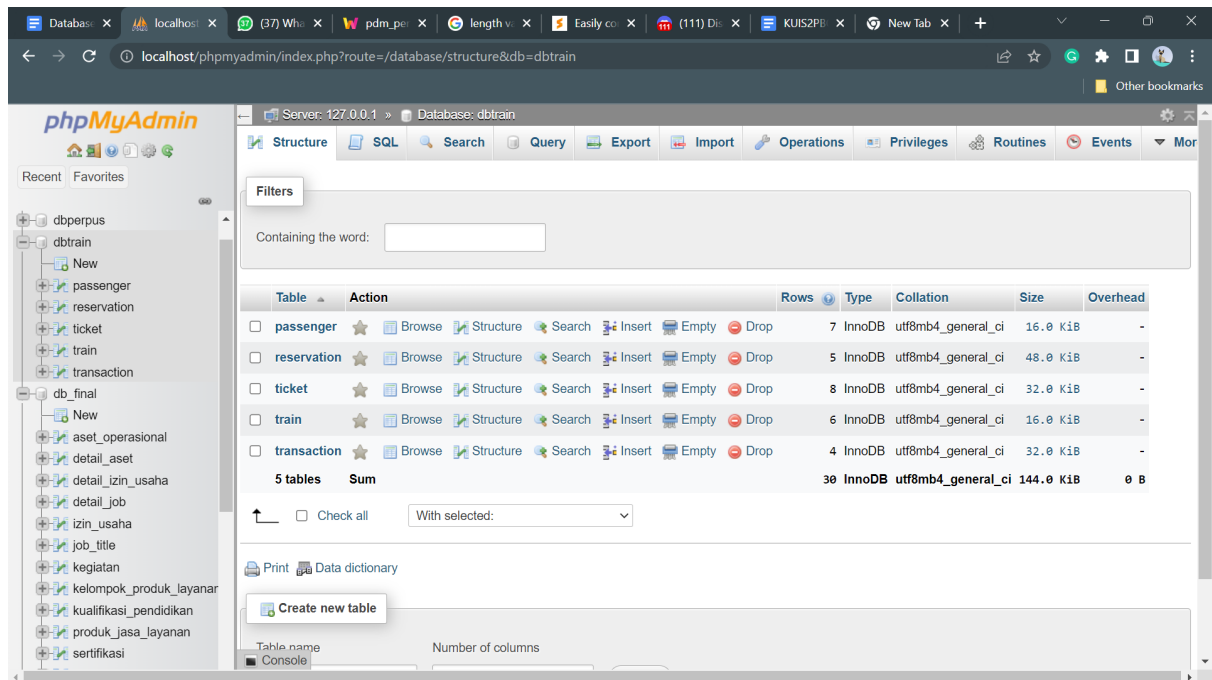 Database localhost (37) Wha pdm_per length va Easily co (111) Dis KUIS2PB New Tab
localhost/phpmyadmin/index.php?route=/database/structure&db=dbtrain
Other bookmarks
phpMyAdmin
Recent Favorites
dbperpus
dbtrain
New
passenger
reservation
ticket
train
transaction
db_final
New
aset_operasional
detail_aset
detail_izin_usaha
detail_job
izin_usaha
job_title
kegiatan
kelompok_produk_layanan
kualifikasi_pendidikan
produk_jasa_layanan
sertifikasi
Server: 127.0.0.1 » Database: dbtrain
Structure SQL Search Query Export Import Operations Privileges Routines Events Mor
Filters
Containing the word:
Table Action Rows Type Collation Size Overhead
passenger Browse Structure Search Insert Empty Drop 7 InnoDB utf8mb4_general_ci 16.0 KiB -
reservation Browse Structure Search Insert Empty Drop 5 InnoDB utf8mb4_general_ci 48.0 KiB -
ticket Browse Structure Search Insert Empty Drop 8 InnoDB utf8mb4_general_ci 32.0 KiB -
train Browse Structure Search Insert Empty Drop 6 InnoDB utf8mb4_general_ci 16.0 KiB -
transaction Browse Structure Search Insert Empty Drop 4 InnoDB utf8mb4_general_ci 32.0 KiB -
5 tables Sum 30 InnoDB utf8mb4_general_ci 144.0 KiB 0 B
Check all With selected:
Print Data dictionary
Create new table
Table name Number of columns
Console